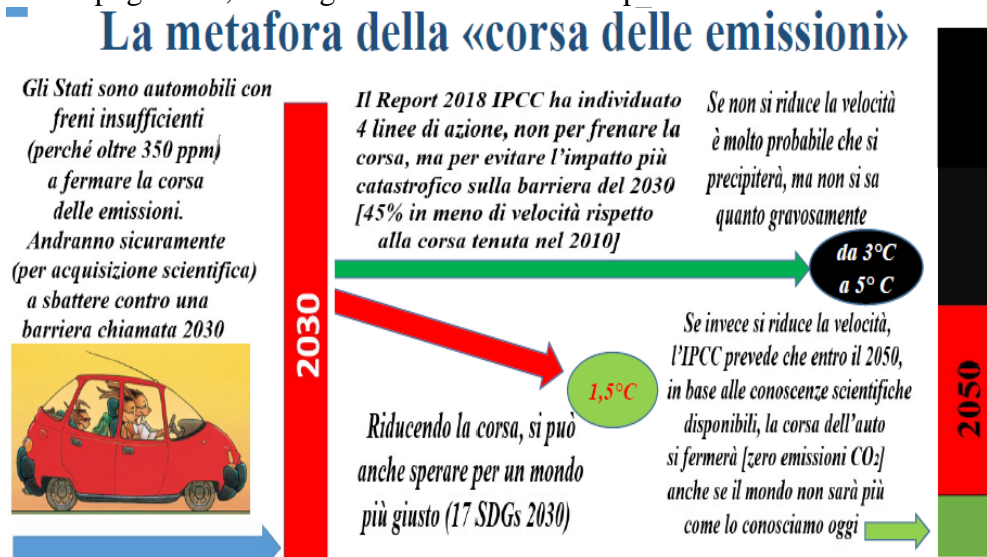 La metafora della «corsa delle emissioni»
Gli Stati sono automobili con
freni insufficienti
(perché oltre 350 ppm)
a fermare la corsa
delle emissioni.
Andranno sicuramente
(per acquisizione scientifica)
a sbattere contro una
barriera chiamata 2030
2030
Il Report 2018 IPCC ha individuato
4 linee di azione, non per frenare la
corsa, ma per evitare l’impatto più
catastrofico sulla barriera del 2030
[45% in meno di velocità rispetto
alla corsa tenuta nel 2010]
Se non si riduce la velocità
è molto probabile che si
precipiterà, ma non si sa
quanto gravosamente
da 3°C
a 5° C
1,5°C
Riducendo la corsa, si può
anche sperare per un mondo
più giusto (17 SDGs 2030)
Se invece si riduce la velocità,
l’IPCC prevede che entro il 2050,
in base alle conoscenze scientifiche
disponibili, la corsa dell’auto
si fermerà [zero emissioni CO2]
anche se il mondo non sarà più
come lo conosciamo oggi
2050